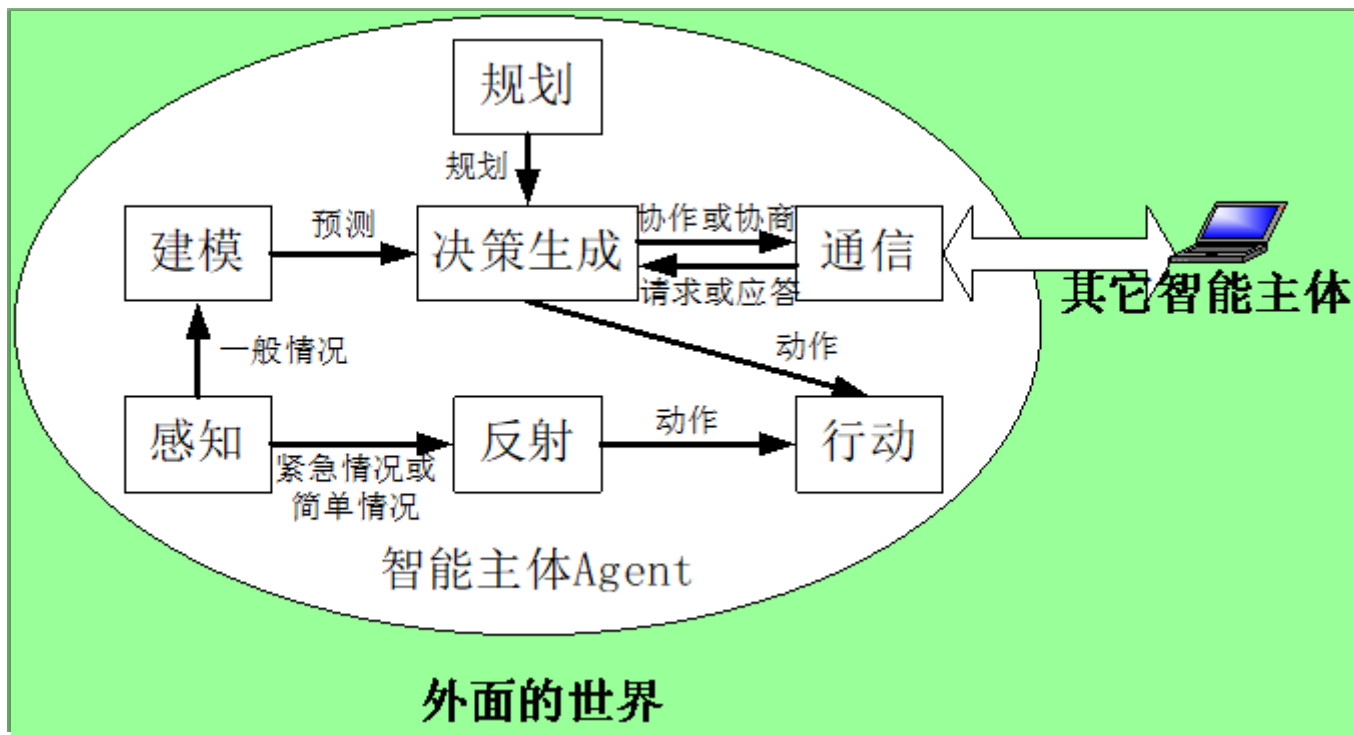 规划
规划
建模
预测
决策生成
协作或协商
请求或应答
通信
其它智能主体
一般情况
动作
感知
紧急情况或
简单情况
反射
动作
行动
智能主体Agent
外面的世界